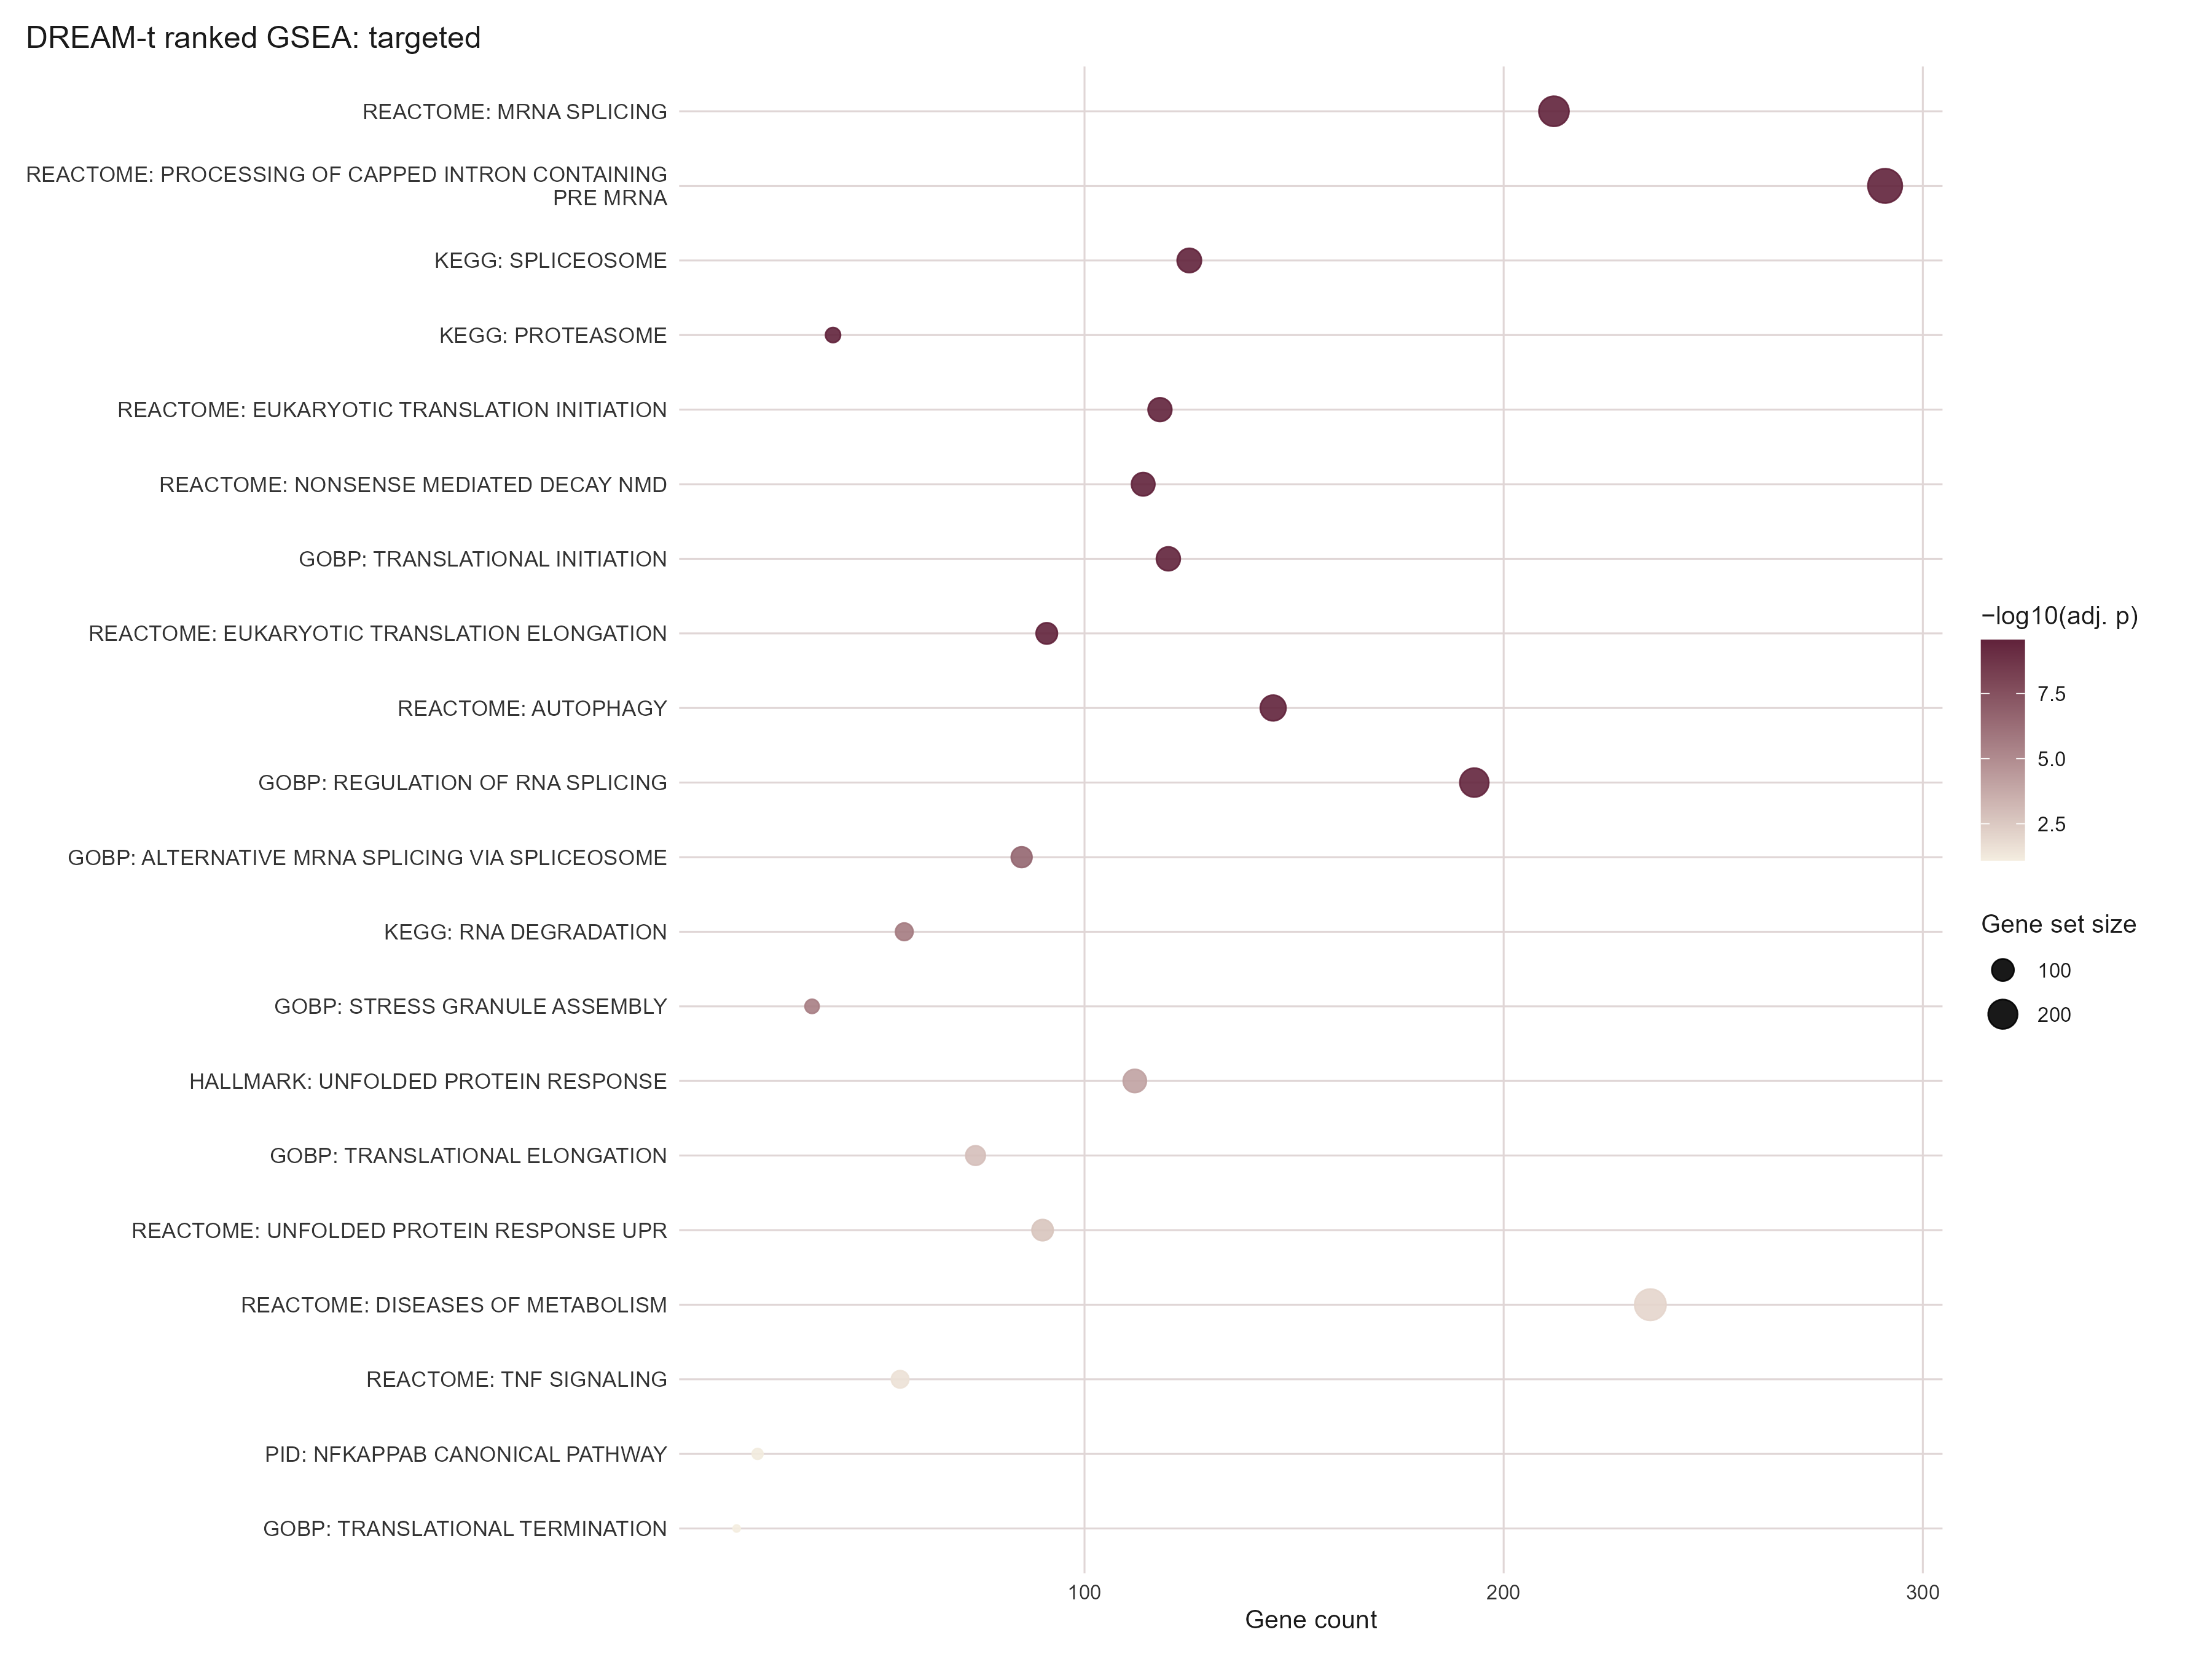 DREAM-t ranked GSEA: targeted
REACTOME: MRNA SPLICING
REACTOME: PROCESSING OF CAPPED INTRON CONTAINING
PRE MRNA
KEGG: SPLICEOSOME
KEGG: PROTEASOME
REACTOME: EUKARYOTIC TRANSLATION INITIATION
REACTOME: NONSENSE MEDIATED DECAY NMD
GOBP: TRANSLATIONAL INITIATION
REACTOME: EUKARYOTIC TRANSLATION ELONGATION
REACTOME: AUTOPHAGY
GOBP: REGULATION OF RNA SPLICING
GOBP: ALTERNATIVE MRNA SPLICING VIA SPLICEOSOME
KEGG: RNA DEGRADATION
GOBP: STRESS GRANULE ASSEMBLY
HALLMARK: UNFOLDED PROTEIN RESPONSE
GOBP: TRANSLATIONAL ELONGATION
REACTOME: UNFOLDED PROTEIN RESPONSE UPR
REACTOME: DISEASES OF METABOLISM
REACTOME: TNF SIGNALING
PID: NFKAPPAB CANONICAL PATHWAY
GOBP: TRANSLATIONAL TERMINATION
100 200 300
Gene count
−log10(adj. p)
7.5
5.0
2.5
Gene set size
100
200